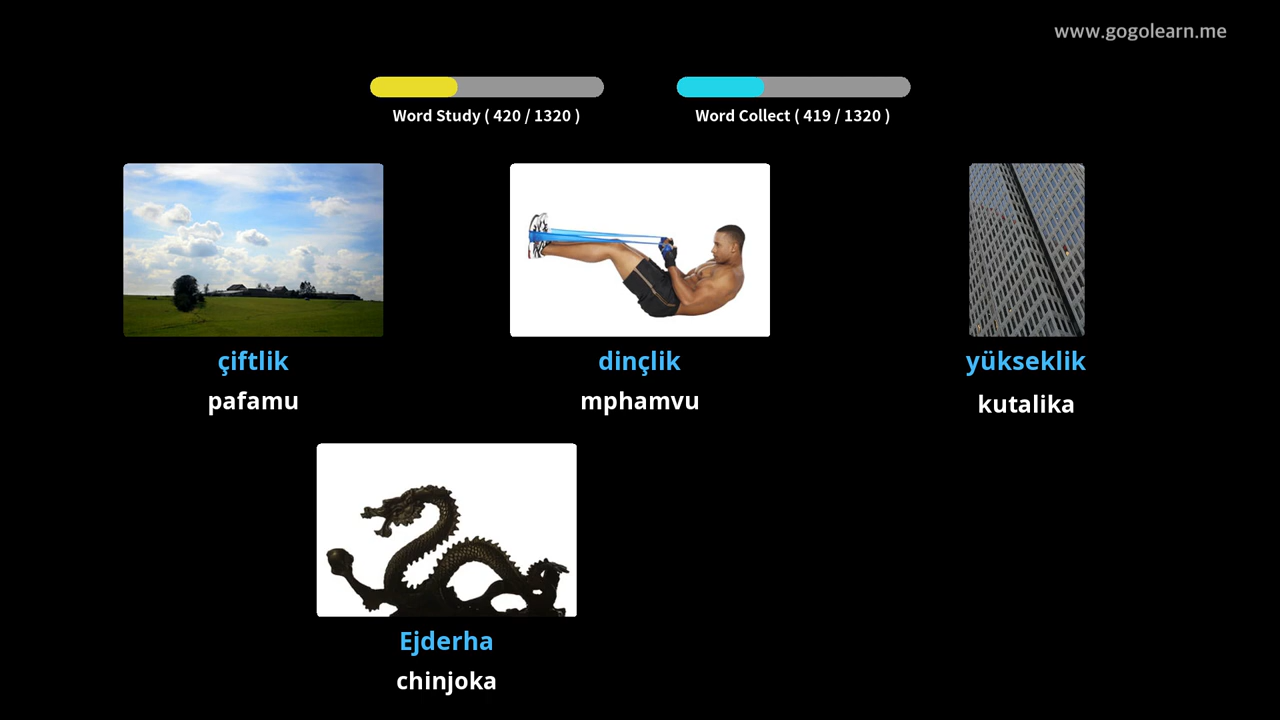 www.gogolearn.me
Word Study ( 420 / 1320 )
Word Collect ( 419 / 1320 )
çiftlik
pafamu
dinçlik
mphamvu
yükseklik
kutalika
Ejderha
chinjoka